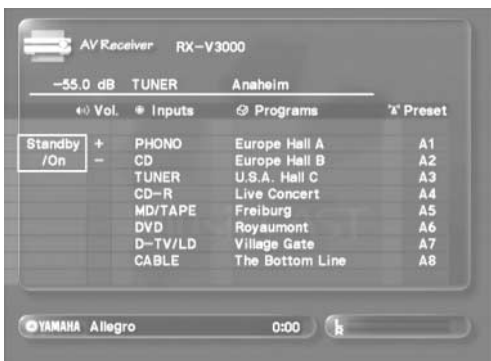 AV Receiver RX-V3000
-55.0 dB TUNER Anaheim
Vol. Inputs Programs Preset
Standby + PHONO Europe Hall A A1
/On - CD Europe Hall B A2
TUNER U.S.A. Hall C A3
CD-R Live Concert A4
MD/TAPE Freiburg A5
DVD Royaumont A6
D-TV/LD Village Gate A7
CABLE The Bottom Line A8
YAMAHA Allegro 0:00